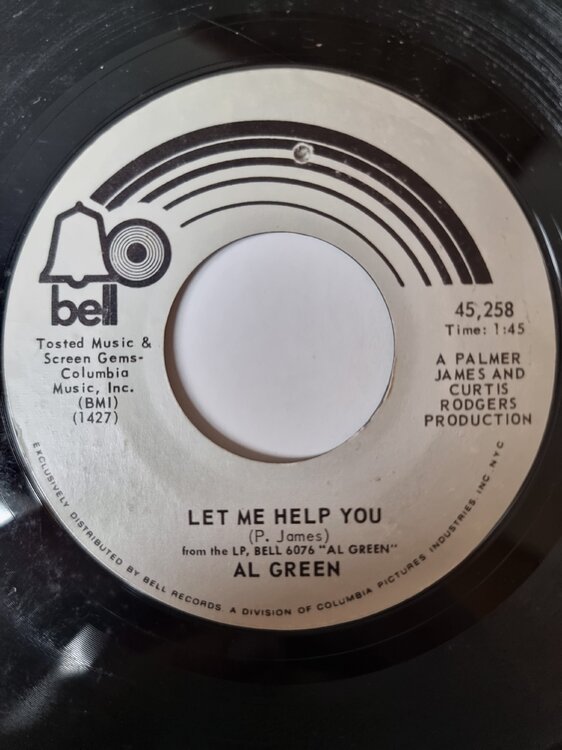 bell
Tosted Music &
Screen Gems-
Columbia
Music, Inc.
(BMI)
(1427)
45,258
Time: 1:45
A PALMER
JAMES AND
CURTIS
RODGERS
PRODUCTION
LET ME HELP YOU
(P. James)
from the LP, BELL 6076 "AL GREEN"
AL GREEN
EXCLUSIVELY DISTRIBUTED BY BELL RECORDS. A DIVISION OF COLUMBIA PICTURES INDUSTRIES, INC. NYC